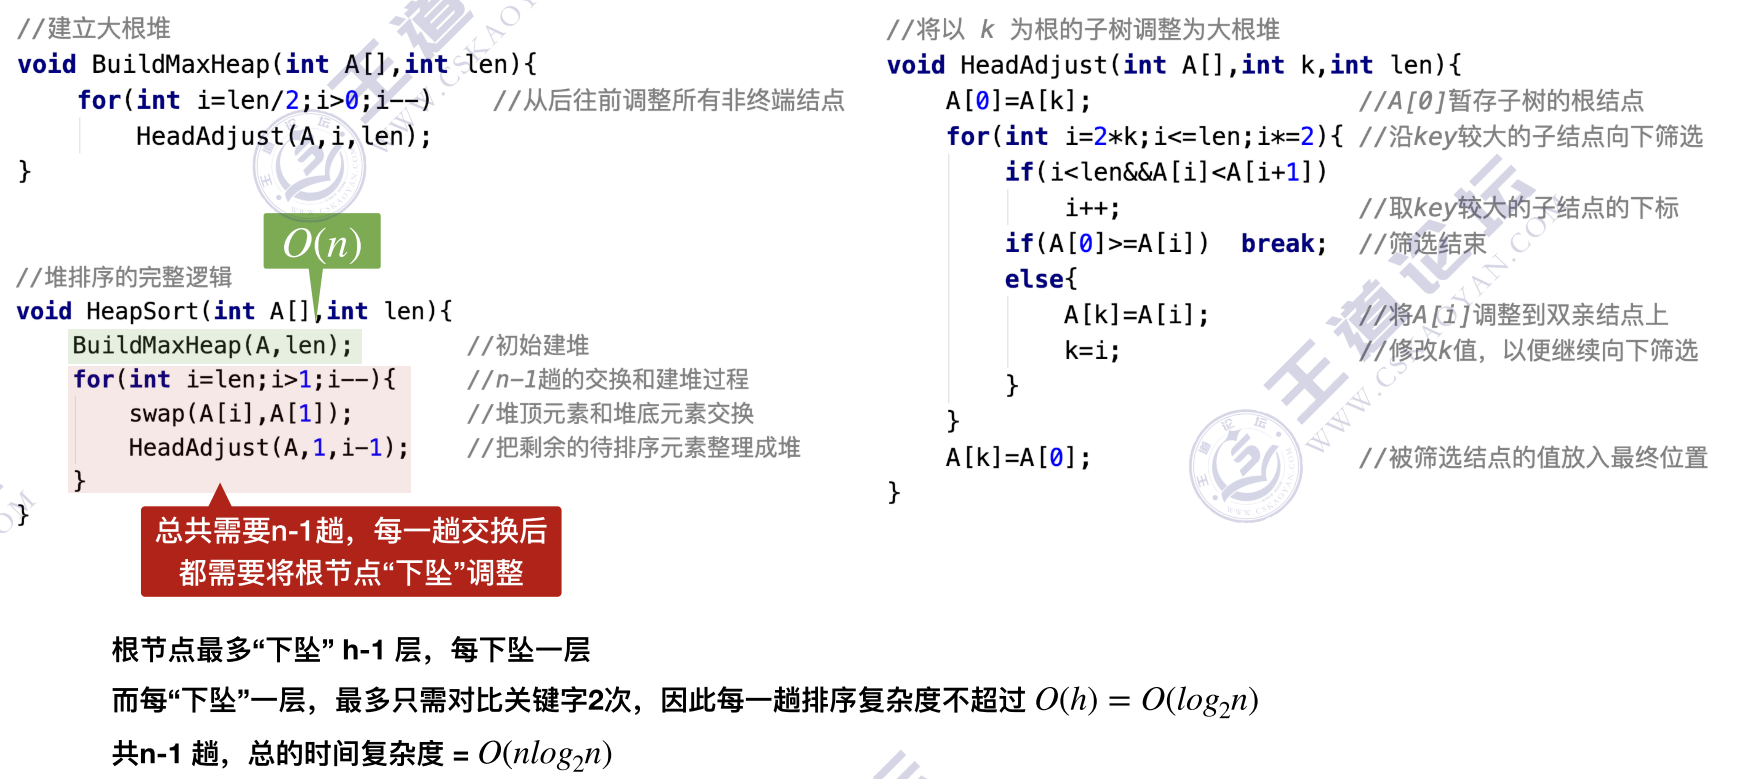 //建立大根堆
void BuildMaxHeap(int A[],int len){
for(int i=len/2;i>0;i--) //从后往前调整所有非终端结点
HeadAdjust(A,i,len);
}
O(n)
//堆排序的完整逻辑
void HeapSort(int A[],int len){
BuildMaxHeap(A,len); //初始建堆
for(int i=len;i>1;i--){ //n-1趟的交换和建堆过程
swap(A[i],A[1]); //堆顶元素和堆底元素交换
HeadAdjust(A,1,i-1); //把剩余的待排序元素整理成堆
}
}
总共需要n-1趟，每一趟交换后
都需要将根节点“下坠”调整
//将以 k 为根的子树调整为大根堆
void HeadAdjust(int A[],int k,int len){
A[0]=A[k]; //A[0]暂存子树的根结点
for(int i=2*k;i<=len;i*=2){ //沿key较大的子结点向下筛选
if(i<len&&A[i]<A[i+1])
i++; //取key较大的子结点的下标
if(A[0]>=A[i]) break; //筛选结束
else{
A[k]=A[i]; //将A[i]调整到双亲结点上
k=i; //修改k值，以便继续向下筛选
}
}
A[k]=A[0]; //被筛选结点的值放入最终位置
}
根节点最多“下坠” h-1 层，每下坠一层
而每“下坠”一层，最多只需对比关键字2次，因此每一趟排序复杂度不超过 O(h) = O(log₂n)
共n-1 趟，总的时间复杂度 = O(nlog₂n)
王道论坛
WWW.CSKAOYAN.COM